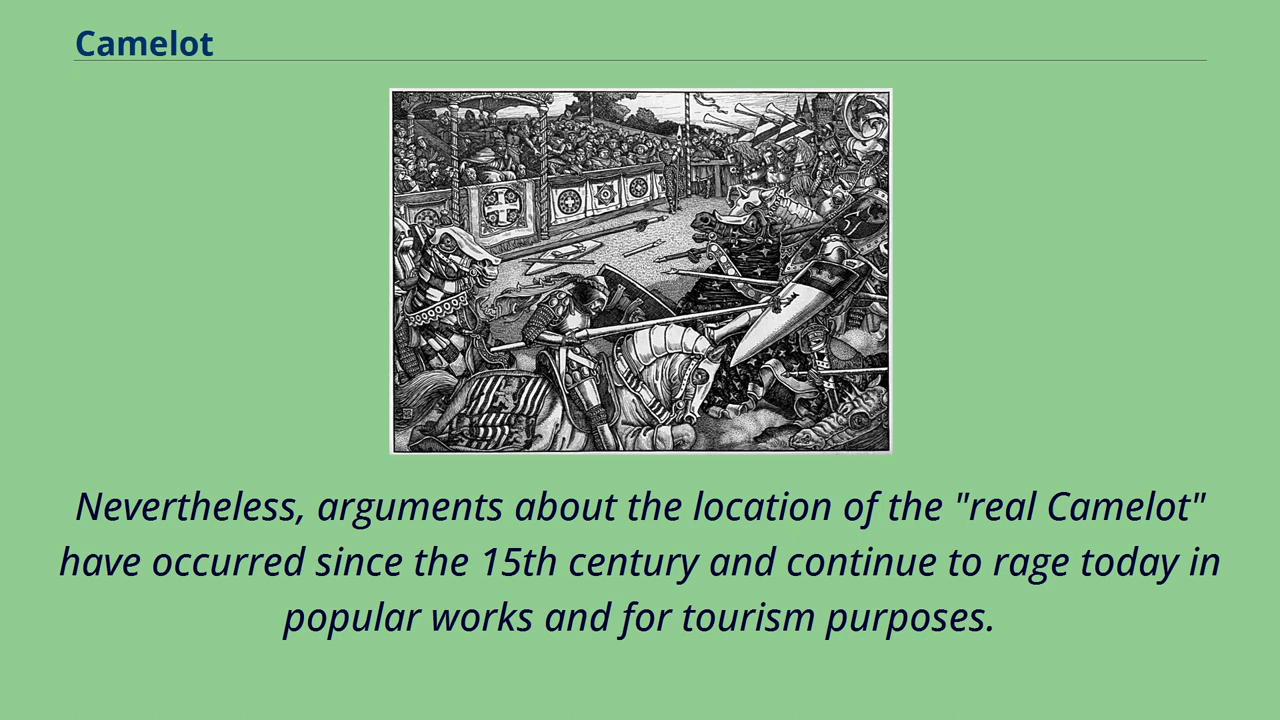 Camelot
Nevertheless, arguments about the location of the "real Camelot"
have occurred since the 15th century and continue to rage today in
popular works and for tourism purposes.